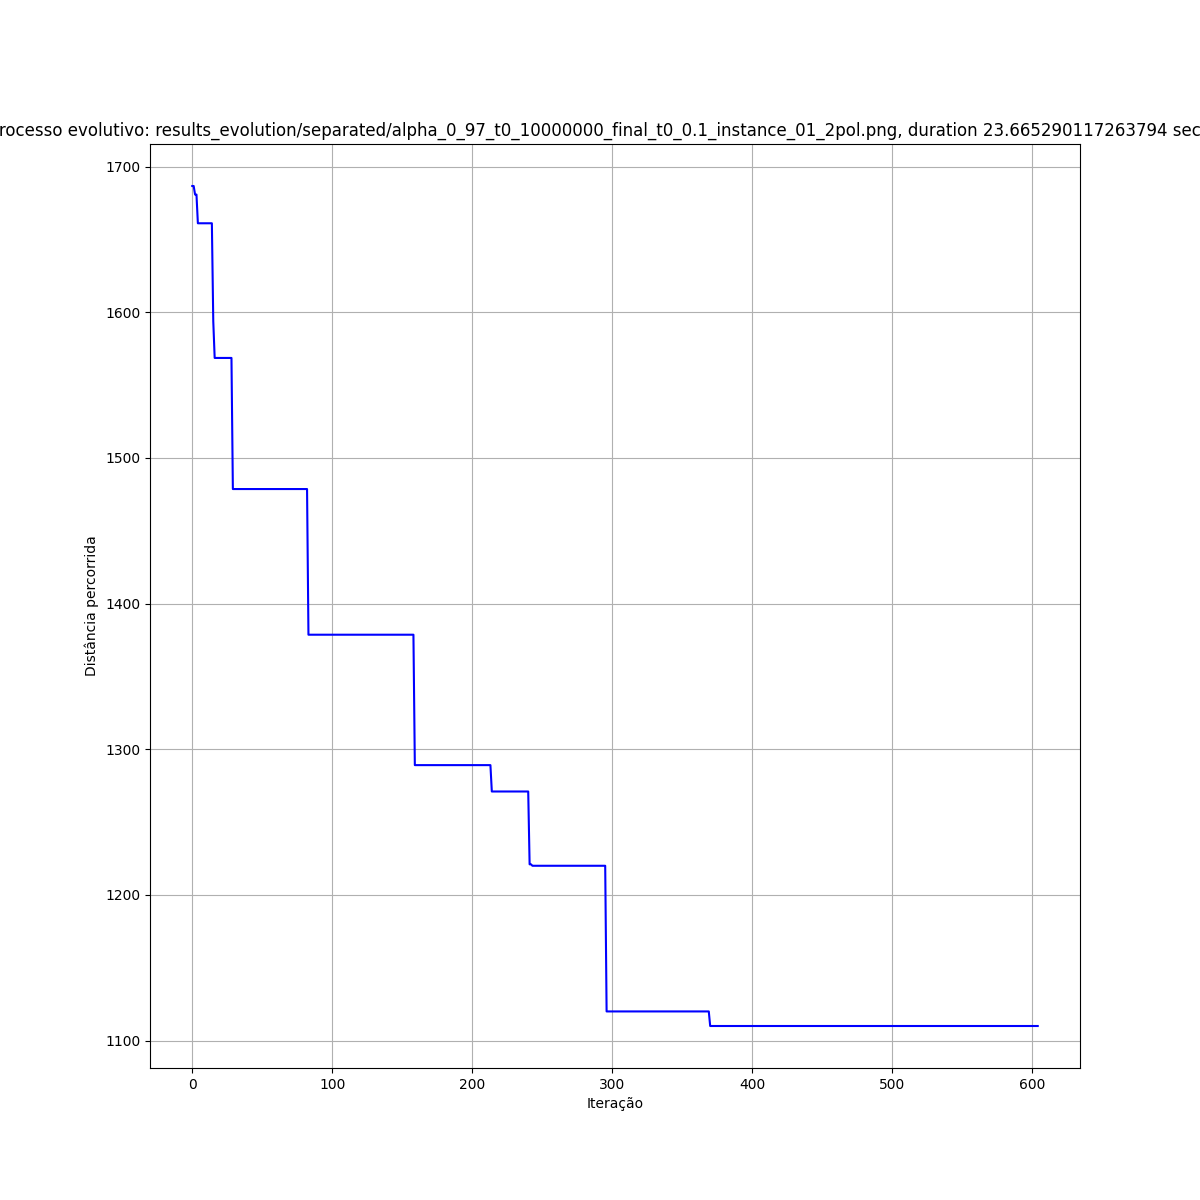 rocesso evolutivo: results_evolution/separated/alpha_0_97_t0_10000000_final_t0_0.1_instance_01_2pol.png, duration 23.665290117263794 sec
1700
1600
1500
1400
1300
1200
1100
Distância percorrida
0 100 200 300 400 500 600
Iteração